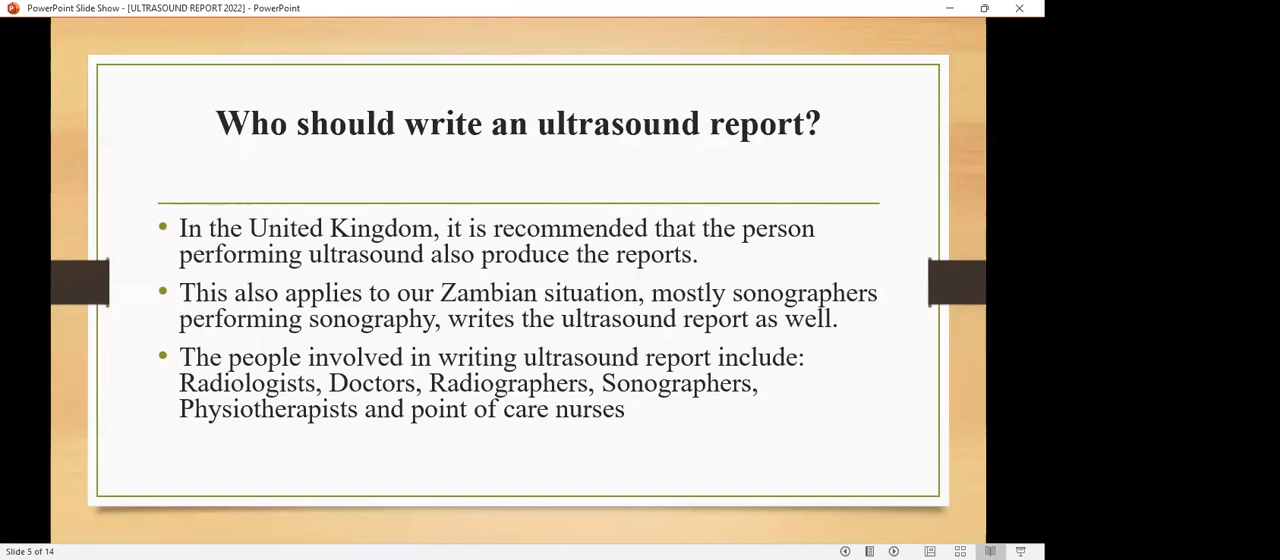 PowerPoint Slide Show - [ULTRASOUND REPORT 2022] - PowerPoint
Who should write an ultrasound report?
• In the United Kingdom, it is recommended that the person
performing ultrasound also produce the reports.
• This also applies to our Zambian situation, mostly sonographers
performing sonography, writes the ultrasound report as well.
• The people involved in writing ultrasound report include:
Radiologists, Doctors, Radiographers, Sonographers,
Physiotherapists and point of care nurses
Slide 5 of 14